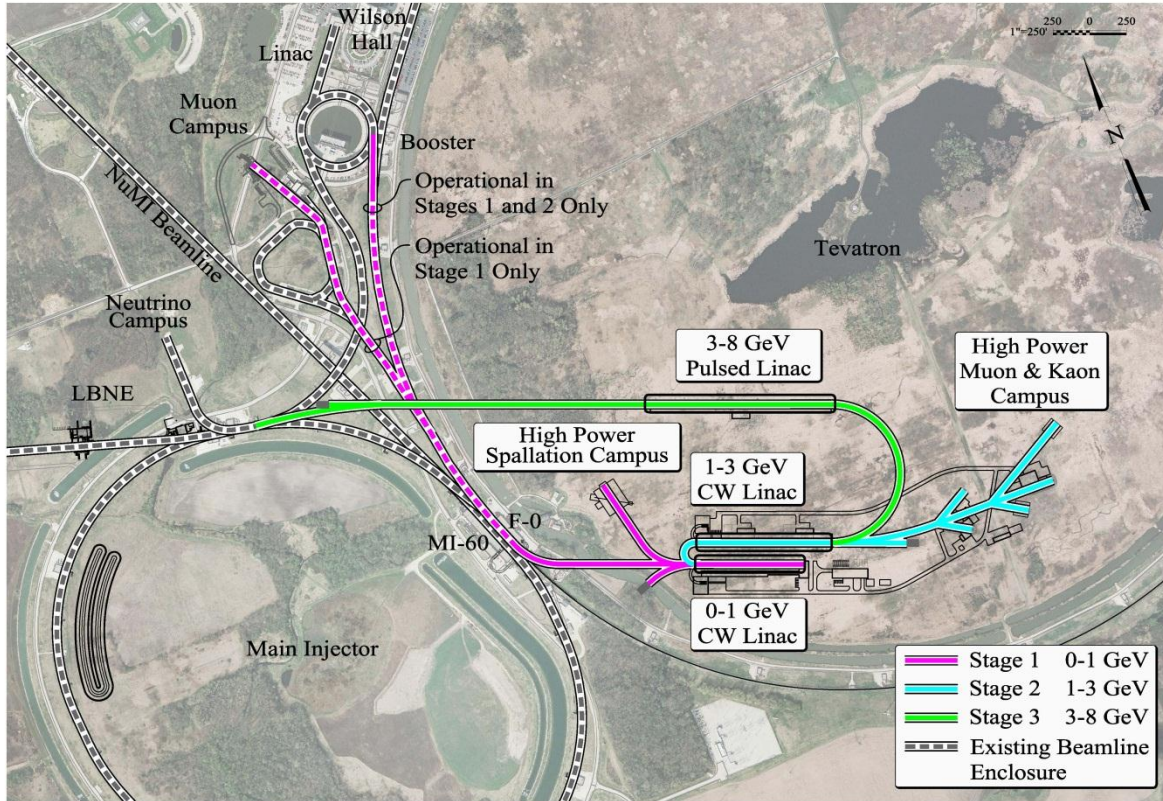 Wilson
Hall
Linac
250 0 250
1"=250'
Muon
Campus
N
Booster
Operational in
Stages 1 and 2 Only
NuMI Beamline
Operational in
Stage 1 Only
Tevatron
Neutrino
Campus
3-8 GeV
Pulsed Linac
High Power
Muon & Kaon
Campus
LBNE
High Power
Spallation Campus
1-3 GeV
CW Linac
F-0
MI-60
0-1 GeV
CW Linac
Main Injector
Stage 1 0-1 GeV
Stage 2 1-3 GeV
Stage 3 3-8 GeV
Existing Beamline
Enclosure